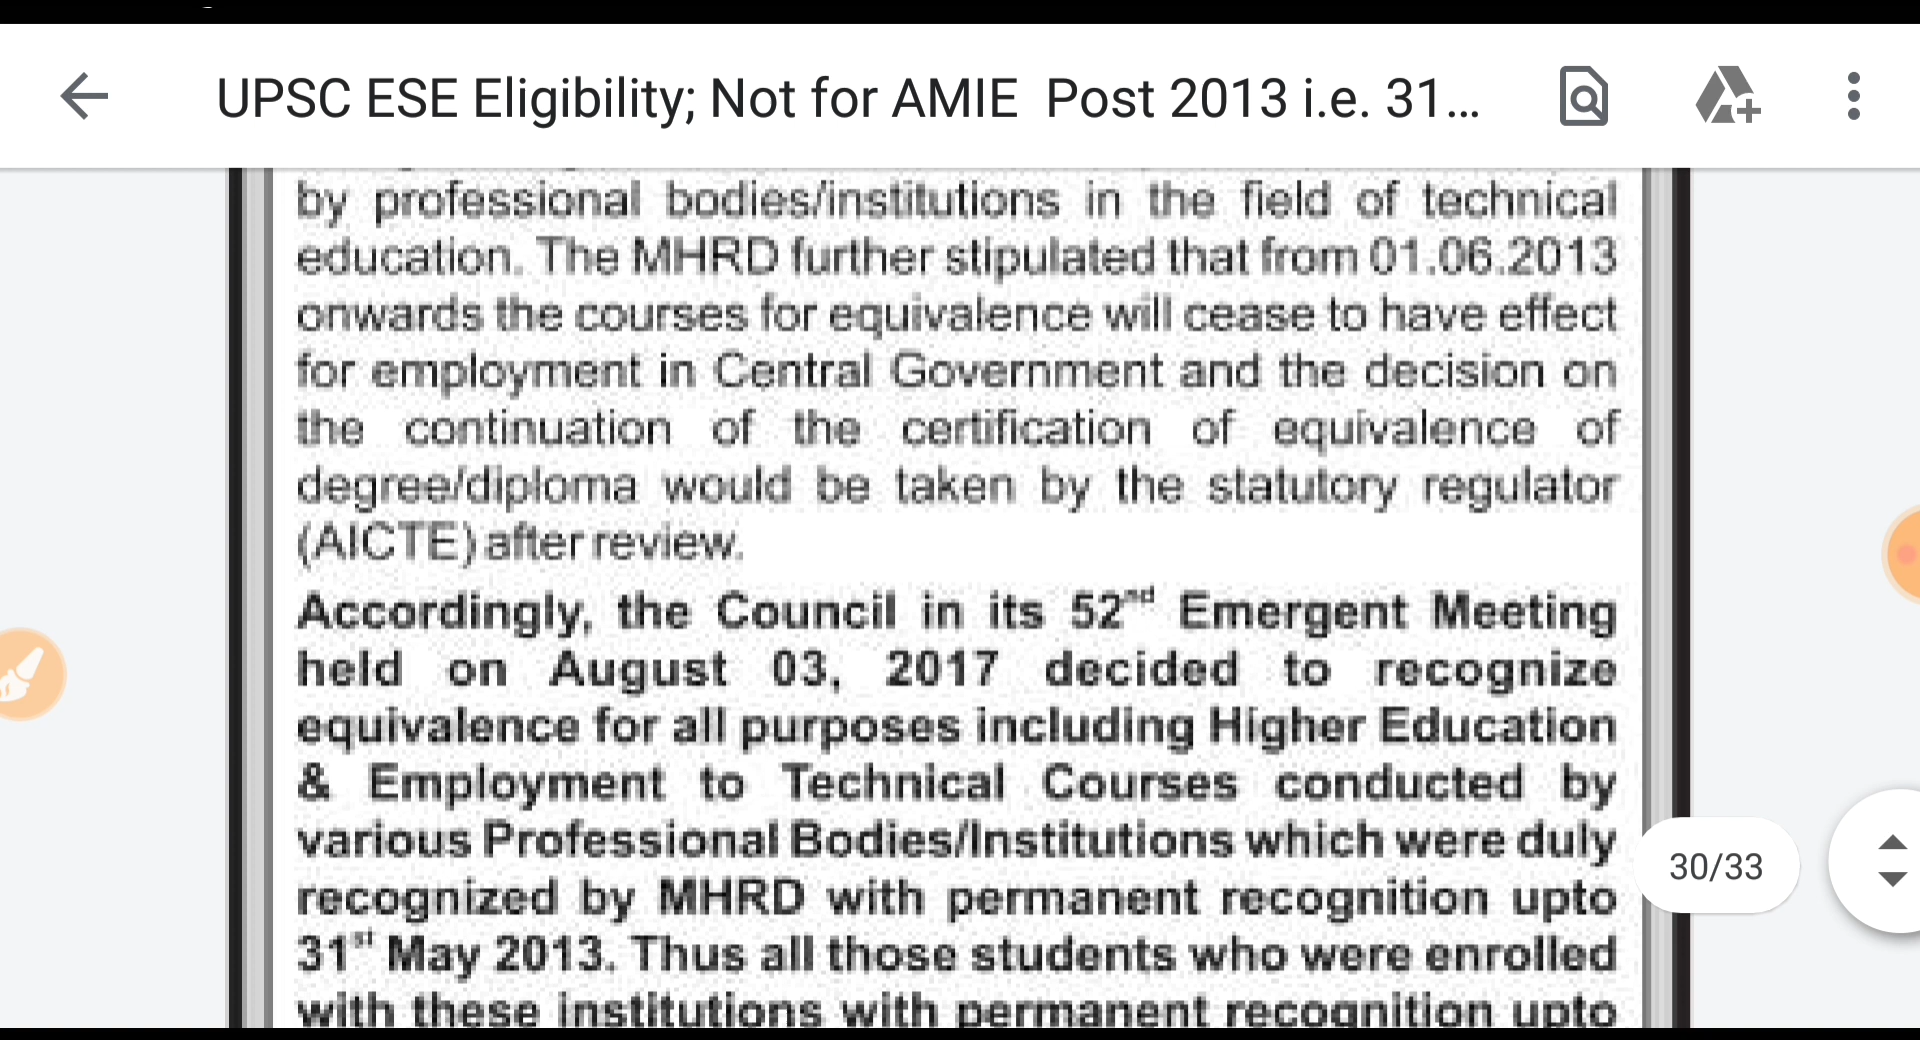 UPSC ESE Eligibility; Not for AMIE Post 2013 i.e. 31...
by professional bodies/institutions in the field of technical
education. The MHRD further stipulated that from 01.06.2013
onwards the courses for equivalence will cease to have effect
for employment in Central Government and the decision on
the continuation of the certification of equivalence of
degree/diploma would be taken by the statutory regulator
(AICTE) after review.
Accordingly, the Council in its 52nd Emergent Meeting
held on August 03, 2017 decided to recognize
equivalence for all purposes including Higher Education
& Employment to Technical Courses conducted by
various Professional Bodies/Institutions which were duly
recognized by MHRD with permanent recognition upto
31st May 2013. Thus all those students who were enrolled
with these institutions with permanent recognition upto
30/33